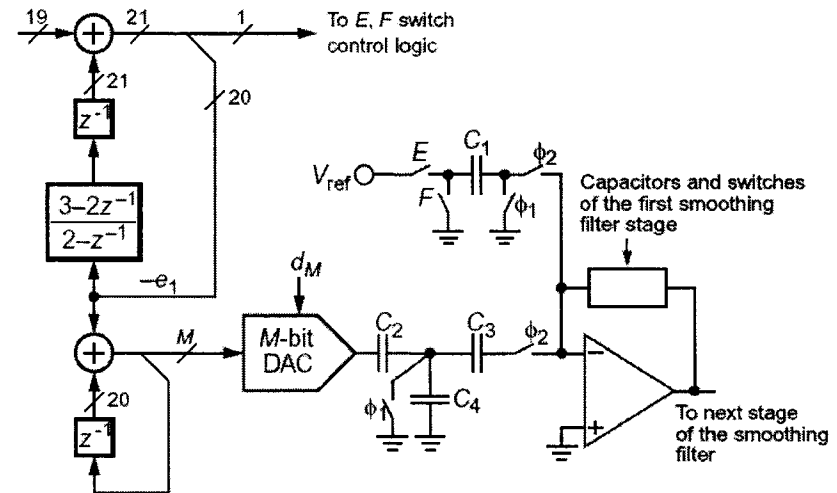 19
21
1
To E, F switch
control logic
21
20
z⁻¹
E
C₁
ϕ₂
V_ref
F
ϕ₁
Capacitors and switches
of the first smoothing
filter stage
3–2z⁻¹
2–z⁻¹
–e₁
d_M
M
M-bit
DAC
C₂
C₃
ϕ₂
–
ϕ₁
C₄
+
20
z⁻¹
To next stage
of the smoothing
filter